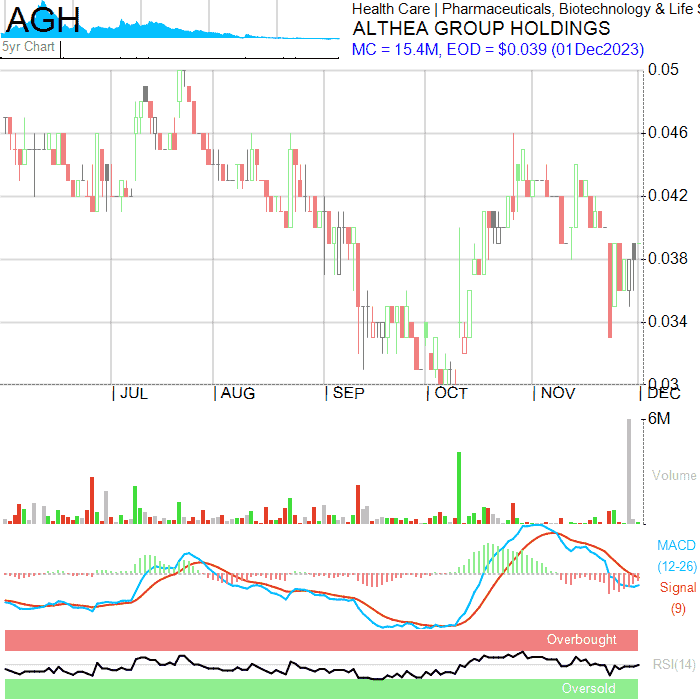 AGH
5yr Chart
Health Care | Pharmaceuticals, Biotechnology & Life S
ALTHEA GROUP HOLDINGS
MC = 15.4M, EOD = $0.039 (01Dec2023)
0.05
0.046
0.042
0.038
0.034
0.03
| JUL | AUG | SEP | OCT | NOV | DEC
6M
Volume
MACD
(12-26)
Signal
(9)
Overbought
RSI(14)
Oversold